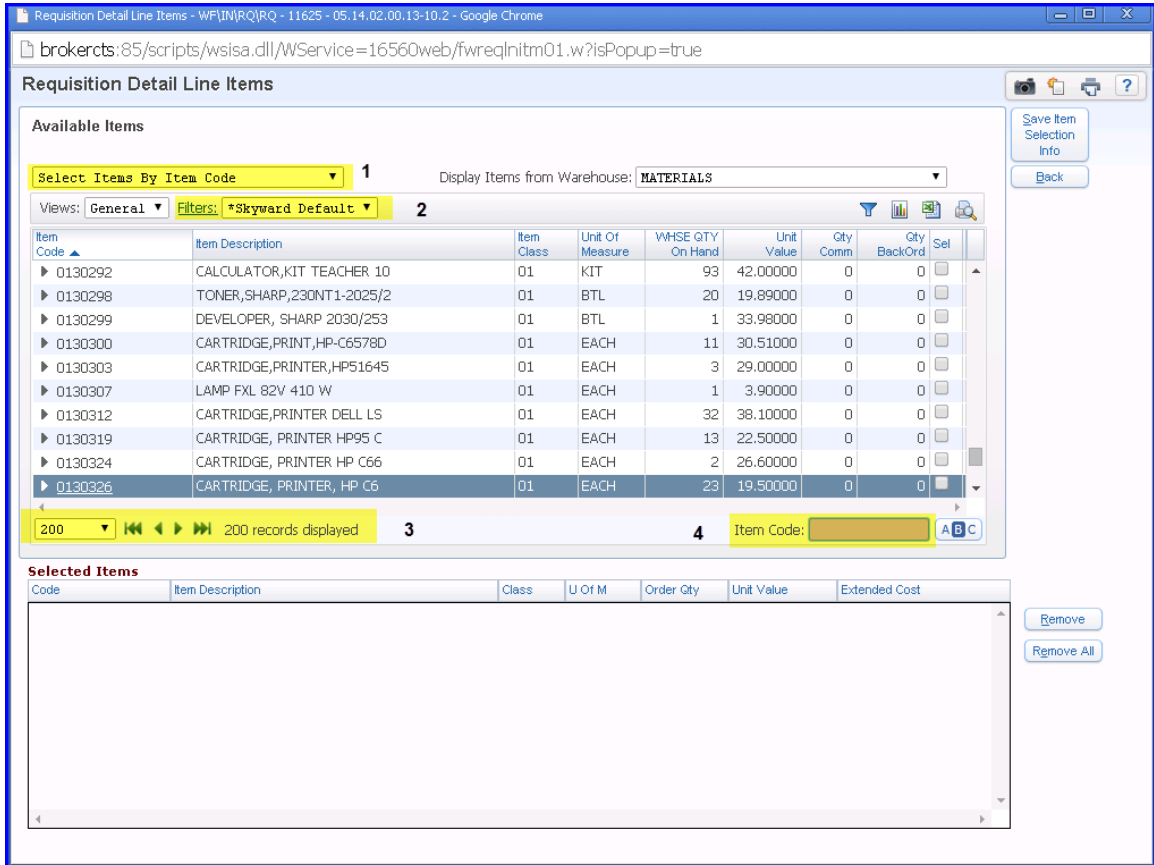 Requisition Detail Line Items - WF\IN\RQ\RQ - 11625 - 05.14.02.00.13-10.2 - Google Chrome
brokercts:85/scripts/wsisa.dll/WService=16560web/fwreqlnitm01.w?isPopup=true
Requisition Detail Line Items ?
Available Items
Save Item
Selection
Info
Back
Select Items By Item Code 1 Display Items from Warehouse: MATERIALS
Views: General Filters: *Skyward Default 2
Item Code Item Description Item Class Unit Of Measure WHSE QTY On Hand Unit Value Qty Comm Qty BackOrd Sel
0130292 CALCULATOR,KIT TEACHER 10 01 KIT 93 42.00000 0 0
0130298 TONER,SHARP,230NT1-2025/2 01 BTL 20 19.89000 0 0
0130299 DEVELOPER, SHARP 2030/253 01 BTL 1 33.98000 0 0
0130300 CARTRIDGE,PRINT,HP-C6578D 01 EACH 11 30.51000 0 0
0130303 CARTRIDGE,PRINTER,HP51645 01 EACH 3 29.00000 0 0
0130307 LAMP FXL 82V 410 W 01 EACH 1 3.90000 0 0
0130312 CARTRIDGE,PRINTER DELL LS 01 EACH 32 38.10000 0 0
0130319 CARTRIDGE, PRINTER HP95 C 01 EACH 13 22.50000 0 0
0130324 CARTRIDGE, PRINTER HP C66 01 EACH 2 26.60000 0 0
0130326 CARTRIDGE, PRINTER, HP C6 01 EACH 23 19.50000 0 0
200 200 records displayed 3 4 Item Code: A B C
Selected Items
Code Item Description Class U Of M Order Qty Unit Value Extended Cost
Remove
Remove All